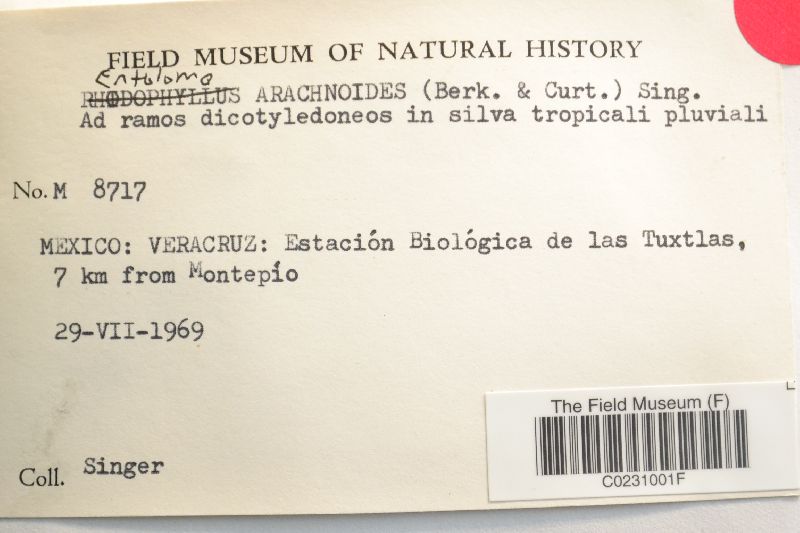 FIELD MUSEUM OF NATURAL HISTORY
Entoloma
RHODOPHYLLUS ARACHNOIDES (Berk. & Curt.) Sing.
Ad ramos dicotyledoneos in silva tropicali pluviali
No. M 8717
MEXICO: VERACRUZ: Estación Biológica de las Tuxtlas,
7 km from Montepío
29-VII-1969
Coll. Singer
The Field Museum (F)
C0231001F